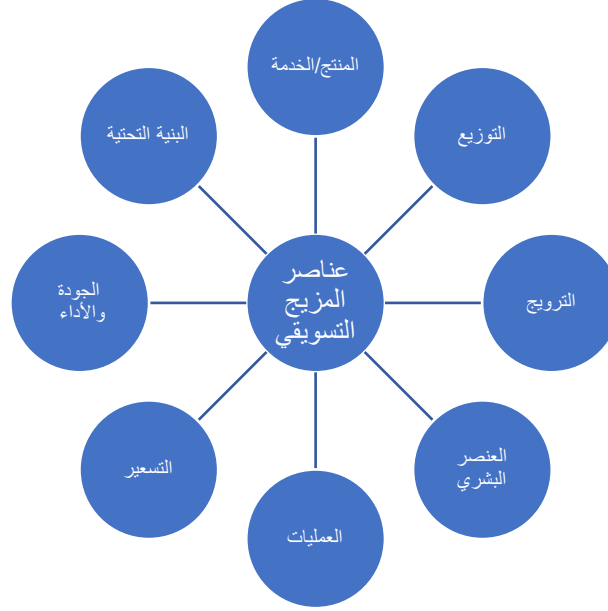 عناصر
المزيج
التسويقي
المنتج/الخدمة
التوزيع
الترويج
العنصر
البشري
العمليات
التسعير
الجودة
والأداء
البنية التحتية